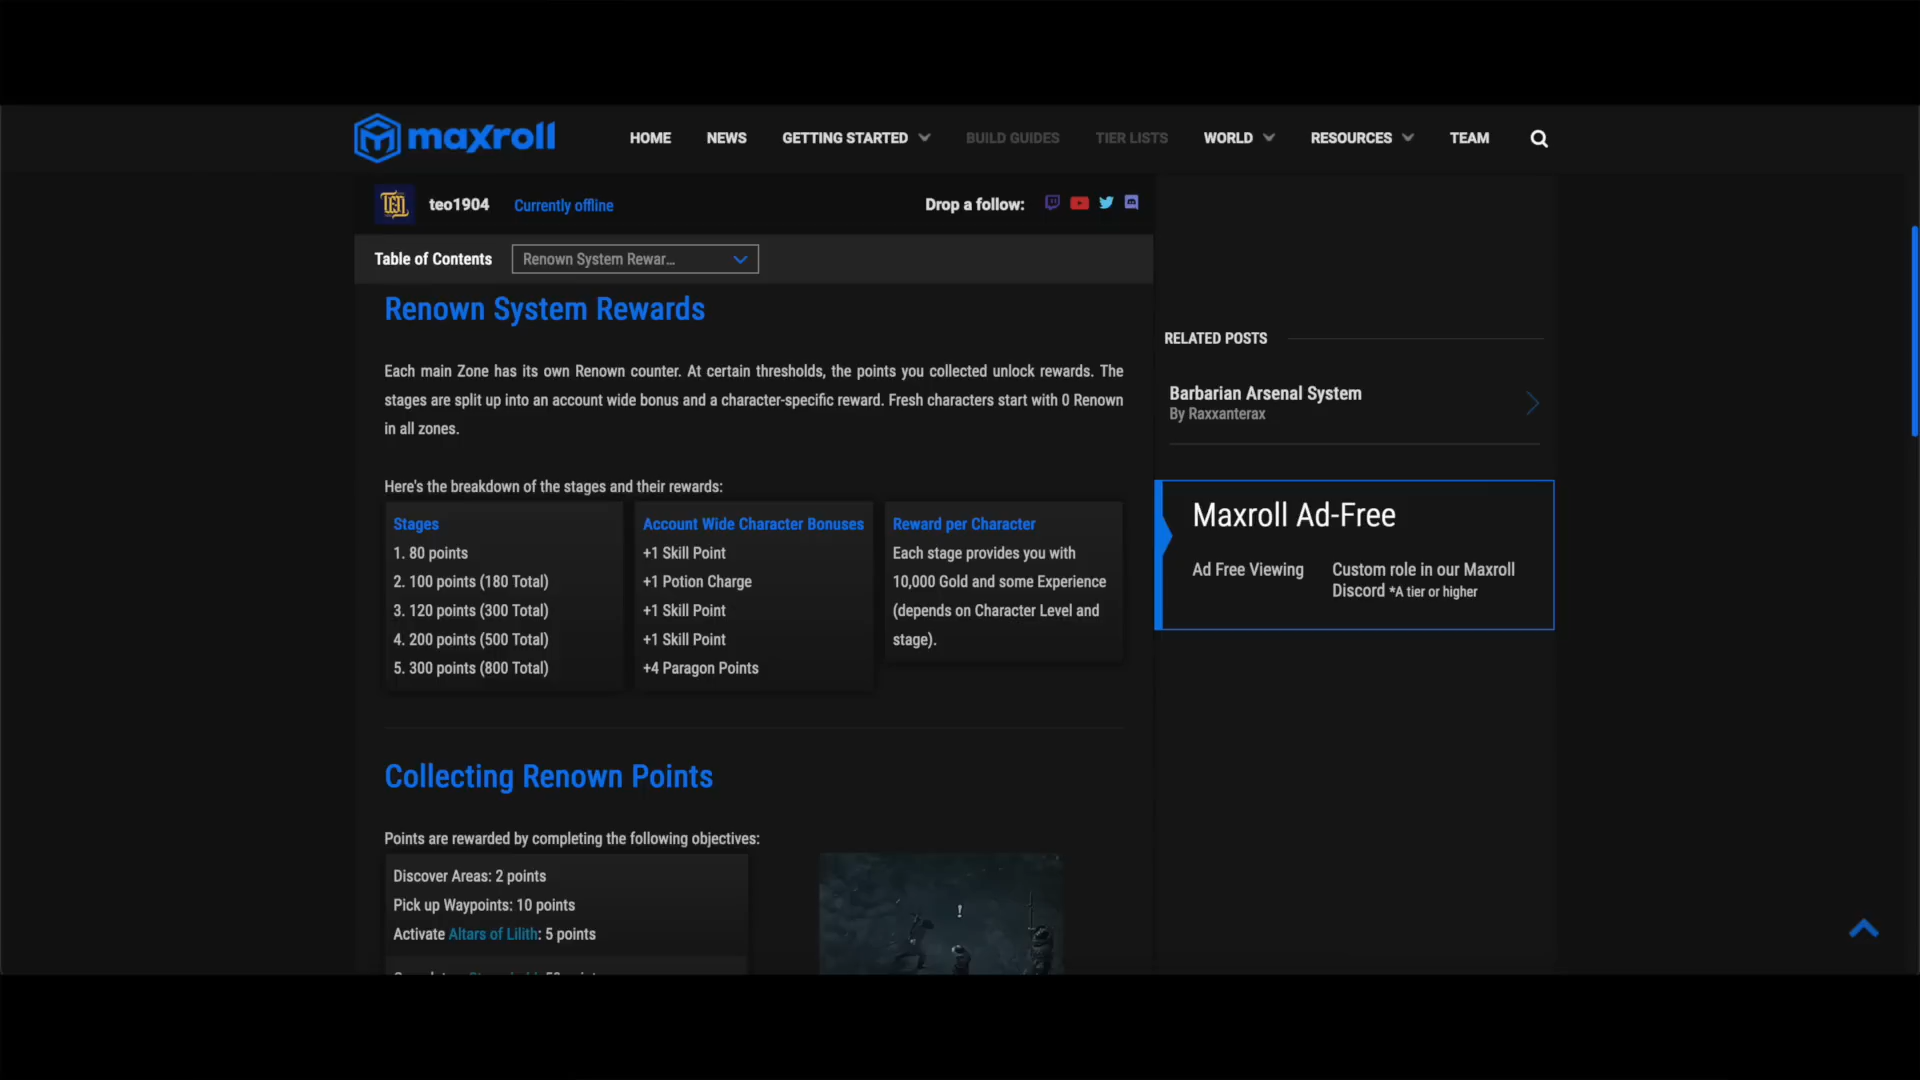 maxroll
HOME NEWS GETTING STARTED BUILD GUIDES TIER LISTS WORLD RESOURCES TEAM
teo1904 Currently offline Drop a follow:
Table of Contents Renown System Rewar...
Renown System Rewards
Each main Zone has its own Renown counter. At certain thresholds, the points you collected unlock rewards. The
stages are split up into an account wide bonus and a character-specific reward. Fresh characters start with 0 Renown
in all zones.
Here's the breakdown of the stages and their rewards:
Stages
1. 80 points
2. 100 points (180 Total)
3. 120 points (300 Total)
4. 200 points (500 Total)
5. 300 points (800 Total)
Account Wide Character Bonuses
+1 Skill Point
+1 Potion Charge
+1 Skill Point
+1 Skill Point
+4 Paragon Points
Reward per Character
Each stage provides you with
10,000 Gold and some Experience
(depends on Character Level and
stage).
Collecting Renown Points
Points are rewarded by completing the following objectives:
Discover Areas: 2 points
Pick up Waypoints: 10 points
Activate Altars of Lilith: 5 points
!
RELATED POSTS
Barbarian Arsenal System
By Raxxanterax
Maxroll Ad-Free
Ad Free Viewing
Custom role in our Maxroll
Discord *A tier or higher